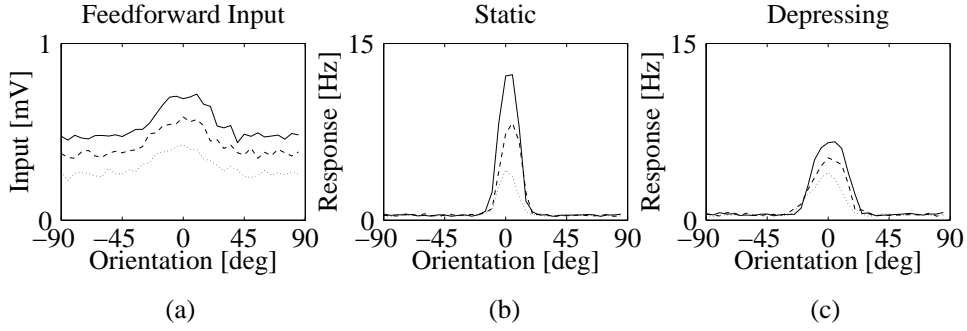 Feedforward Input
1
Input [mV]
0
−90 −45 0 45 90
Orientation [deg]
(a)
Static
15
Response [Hz]
0
−90 −45 0 45 90
Orientation [deg]
(b)
Depressing
15
Response [Hz]
0
−90 −45 0 45 90
Orientation [deg]
(c)